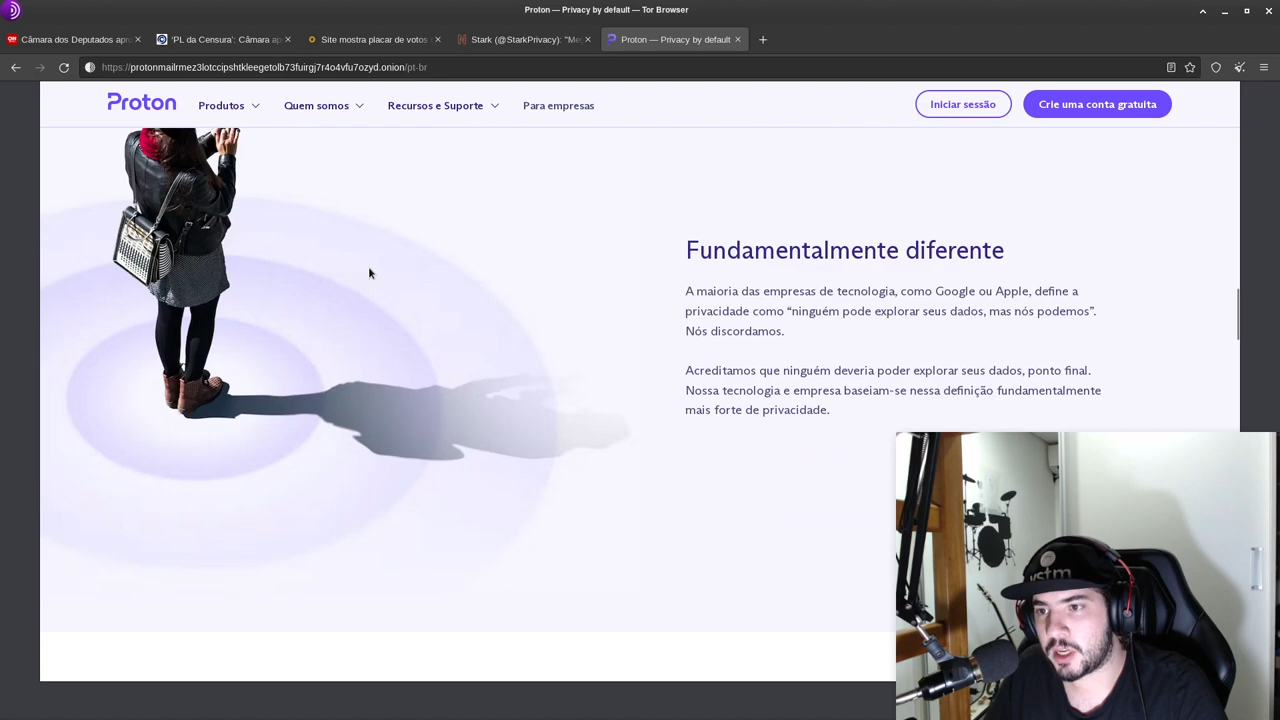 Proton — Privacy by default — Tor Browser
Câmara dos Deputados apro
'PL da Censura': Câmara ap
Site mostra placar de votos
Stark (@StarkPrivacy): "Me
Proton — Privacy by default
https://protonmailrmez3lotccipshtkleegetolb73fuirgj7r4o4vfu7ozyd.onion/pt-br
Proton
Produtos
Quem somos
Recursos e Suporte
Para empresas
Iniciar sessão
Crie uma conta gratuita
Fundamentalmente diferente
A maioria das empresas de tecnologia, como Google ou Apple, define a
privacidade como “ninguém pode explorar seus dados, mas nós podemos”.
Nós discordamos.
Acreditamos que ninguém deveria poder explorar seus dados, ponto final.
Nossa tecnologia e empresa baseiam-se nessa definição fundamentalmente
mais forte de privacidade.